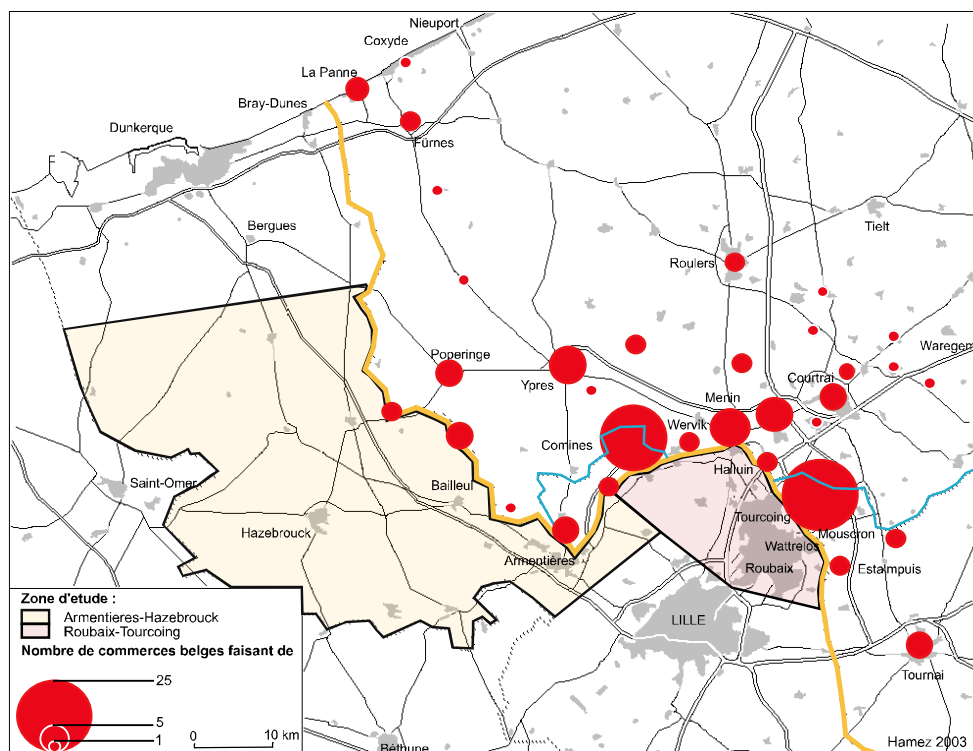 Nieuport
Coxyde
La Panne
Bray-Dunes
Dunkerque
Fürnes
Bergues
Tielt
Roulers
Waregem
Poperinge
Ypres
Courtrai
Menin
Wervik
Comines
Halluin
Bailleul
Saint-Omer
Tourcoing
Mouscron
Hazebrouck
Wattrelos
Armentières
Roubaix
Estaimpuis
LILLE
Tournai
Béthune
Zone d'etude :
Armentieres-Hazebrouck
Roubaix-Tourcoing
Nombre de commerces belges faisant de
25
5
1
0 10 km
Hamez 2003